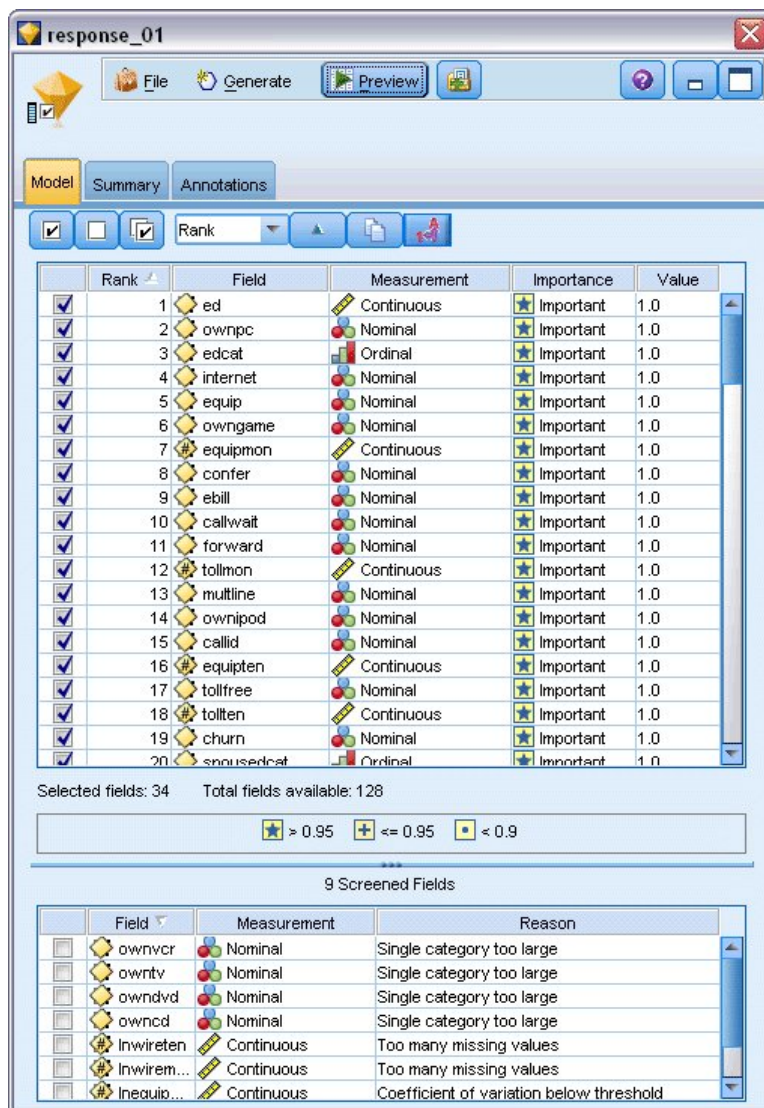 response_01
File Generate Preview
Model Summary Annotations
Rank
Rank Field Measurement Importance Value
1 ed Continuous Important 1.0
2 ownpc Nominal Important 1.0
3 edcat Ordinal Important 1.0
4 internet Nominal Important 1.0
5 equip Nominal Important 1.0
6 owngame Nominal Important 1.0
7 equipmon Continuous Important 1.0
8 confer Nominal Important 1.0
9 ebill Nominal Important 1.0
10 callwait Nominal Important 1.0
11 forward Nominal Important 1.0
12 tollmon Continuous Important 1.0
13 multline Nominal Important 1.0
14 ownipod Nominal Important 1.0
15 callid Nominal Important 1.0
16 equipten Continuous Important 1.0
17 tollfree Nominal Important 1.0
18 tollten Continuous Important 1.0
19 churn Nominal Important 1.0
20 spousedcat Ordinal Important 1.0
Selected fields: 34 Total fields available: 128
> 0.95 <= 0.95 < 0.9
9 Screened Fields
Field Measurement Reason
ownvcr Nominal Single category too large
owntv Nominal Single category too large
owndvd Nominal Single category too large
owncd Nominal Single category too large
lnwireten Continuous Too many missing values
lnwirem... Continuous Too many missing values
lnequip... Continuous Coefficient of variation below threshold